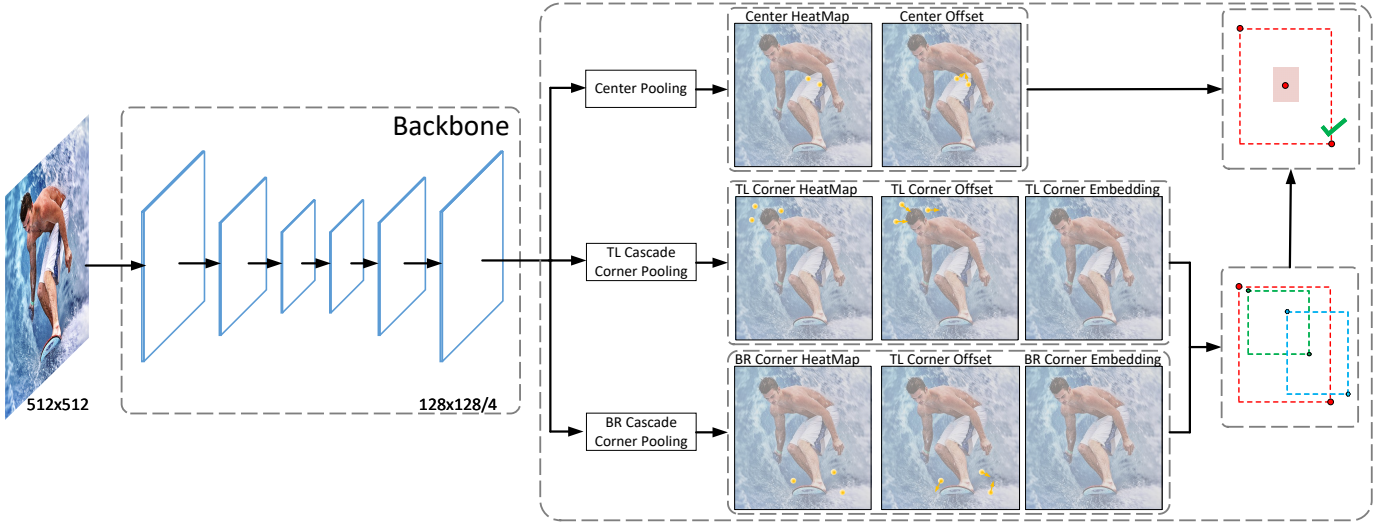 Center HeatMap
Center Offset
Center Pooling
Backbone
TL Corner HeatMap
TL Corner Offset
TL Corner Embedding
TL Cascade
Corner Pooling
BR Corner HeatMap
TL Corner Offset
BR Corner Embedding
512x512
128x128/4
BR Cascade
Corner Pooling